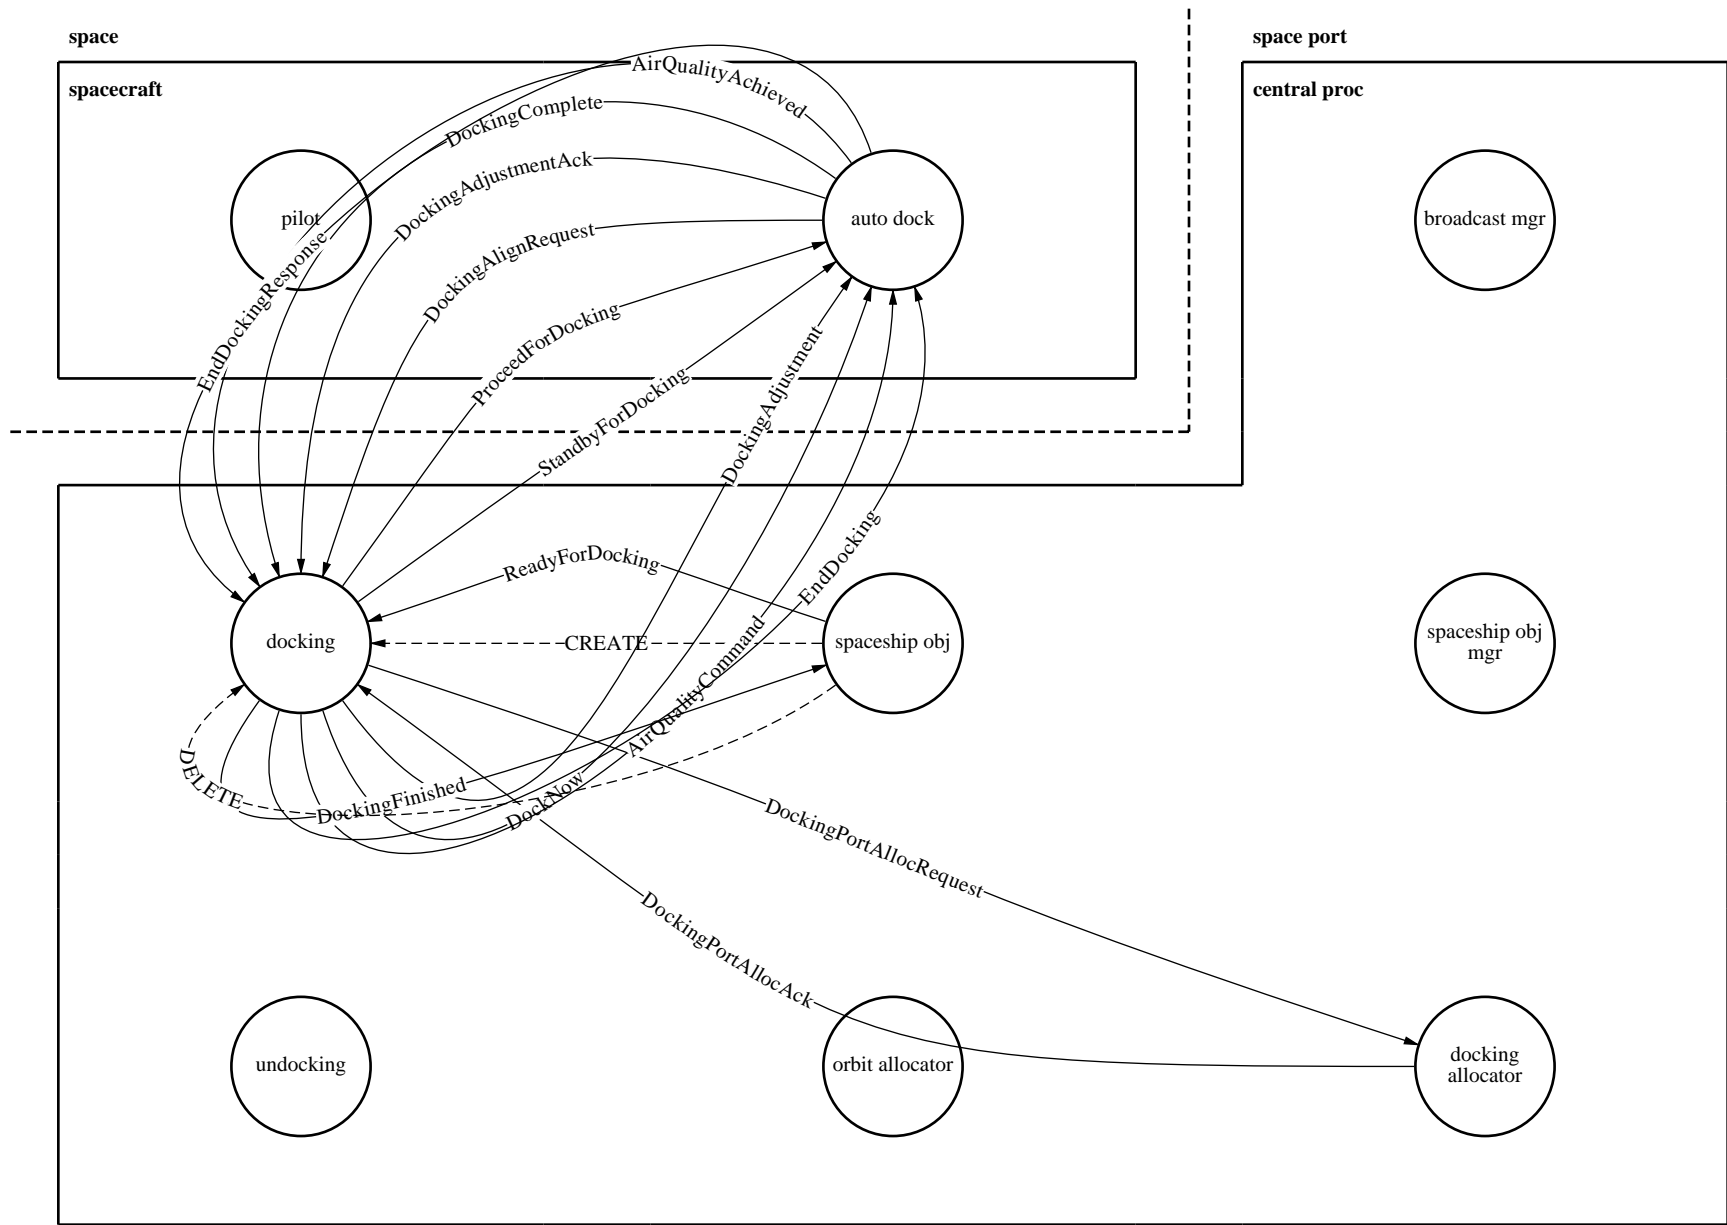 space
space port
spacecraft
central proc
AirQualityAchieved
DockingComplete
DockingAdjustmentAck
pilot
auto dock
broadcast mgr
DockingAlignRequest
EndDockingResponse
ProceedForDocking
StandbyForDocking
DockingAdjustment
ReadyForDocking
EndDocking
docking
CREATE
spaceship obj
spaceship obj
mgr
AirQualityCommand
DELETE
DockingFinished
DockNow
DockingPortAllocRequest
DockingPortAllocAck
undocking
orbit allocator
docking
allocator